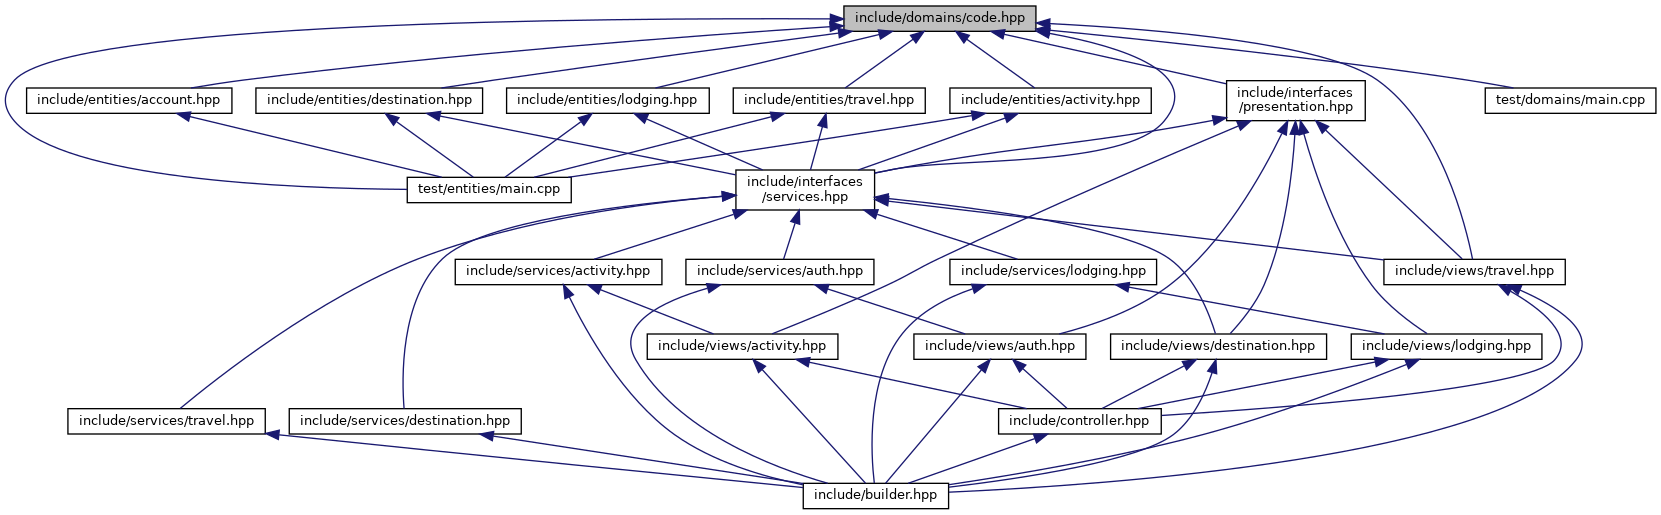 include/domains/code.hpp
include/entities/account.hpp
include/entities/destination.hpp
include/entities/lodging.hpp
include/entities/travel.hpp
include/entities/activity.hpp
include/interfaces
/presentation.hpp
test/domains/main.cpp
test/entities/main.cpp
include/interfaces
/services.hpp
include/services/activity.hpp
include/services/auth.hpp
include/services/lodging.hpp
include/views/travel.hpp
include/views/activity.hpp
include/views/auth.hpp
include/views/destination.hpp
include/views/lodging.hpp
include/services/travel.hpp
include/services/destination.hpp
include/controller.hpp
include/builder.hpp